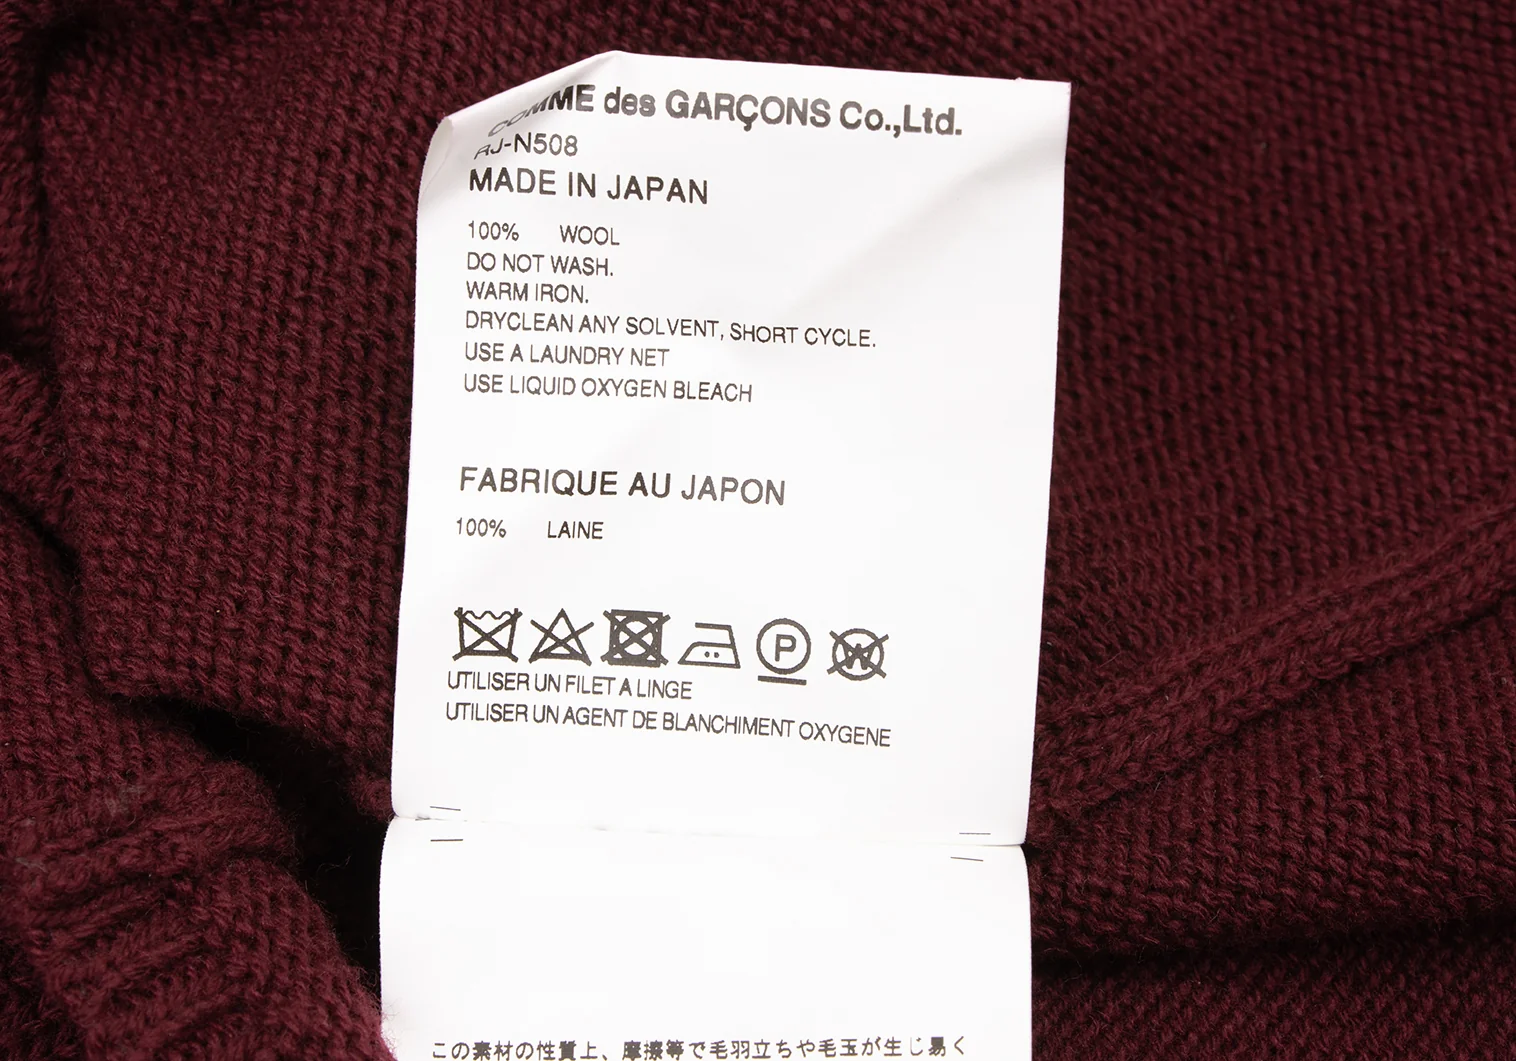 COMME des GARÇONS Co.,Ltd.
RJ-N508
MADE IN JAPAN
100% WOOL
DO NOT WASH.
WARM IRON.
DRYCLEAN ANY SOLVENT, SHORT CYCLE.
USE A LAUNDRY NET
USE LIQUID OXYGEN BLEACH
FABRIQUE AU JAPON
100% LAINE
P W
UTILISER UN FILET A LINGE
UTILISER UN AGENT DE BLANCHIMENT OXYGENE
この素材の性質上、摩擦等で毛羽立ちや毛玉が生じ易く